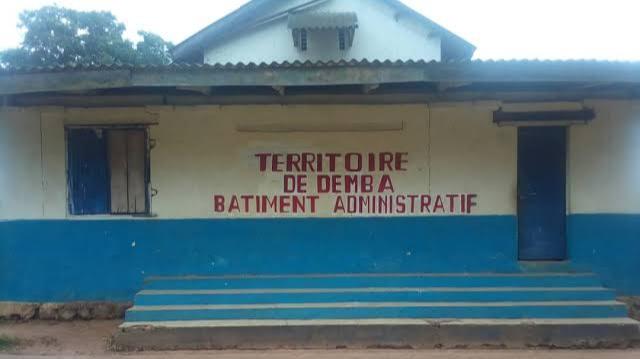 TERRITOIRE
DE DEMBA
BATIMENT ADMINISTRATIF